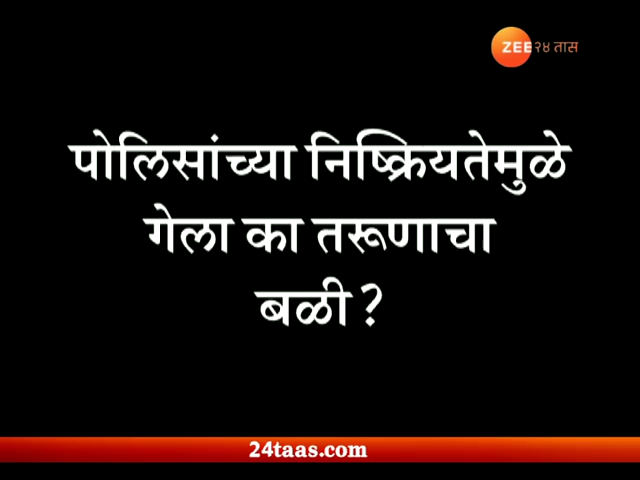 ZEE २४ तास
पोलिसांच्या निष्क्रियतेमुळे
गेला का तरूणाचा
बळी ?
24taas.com